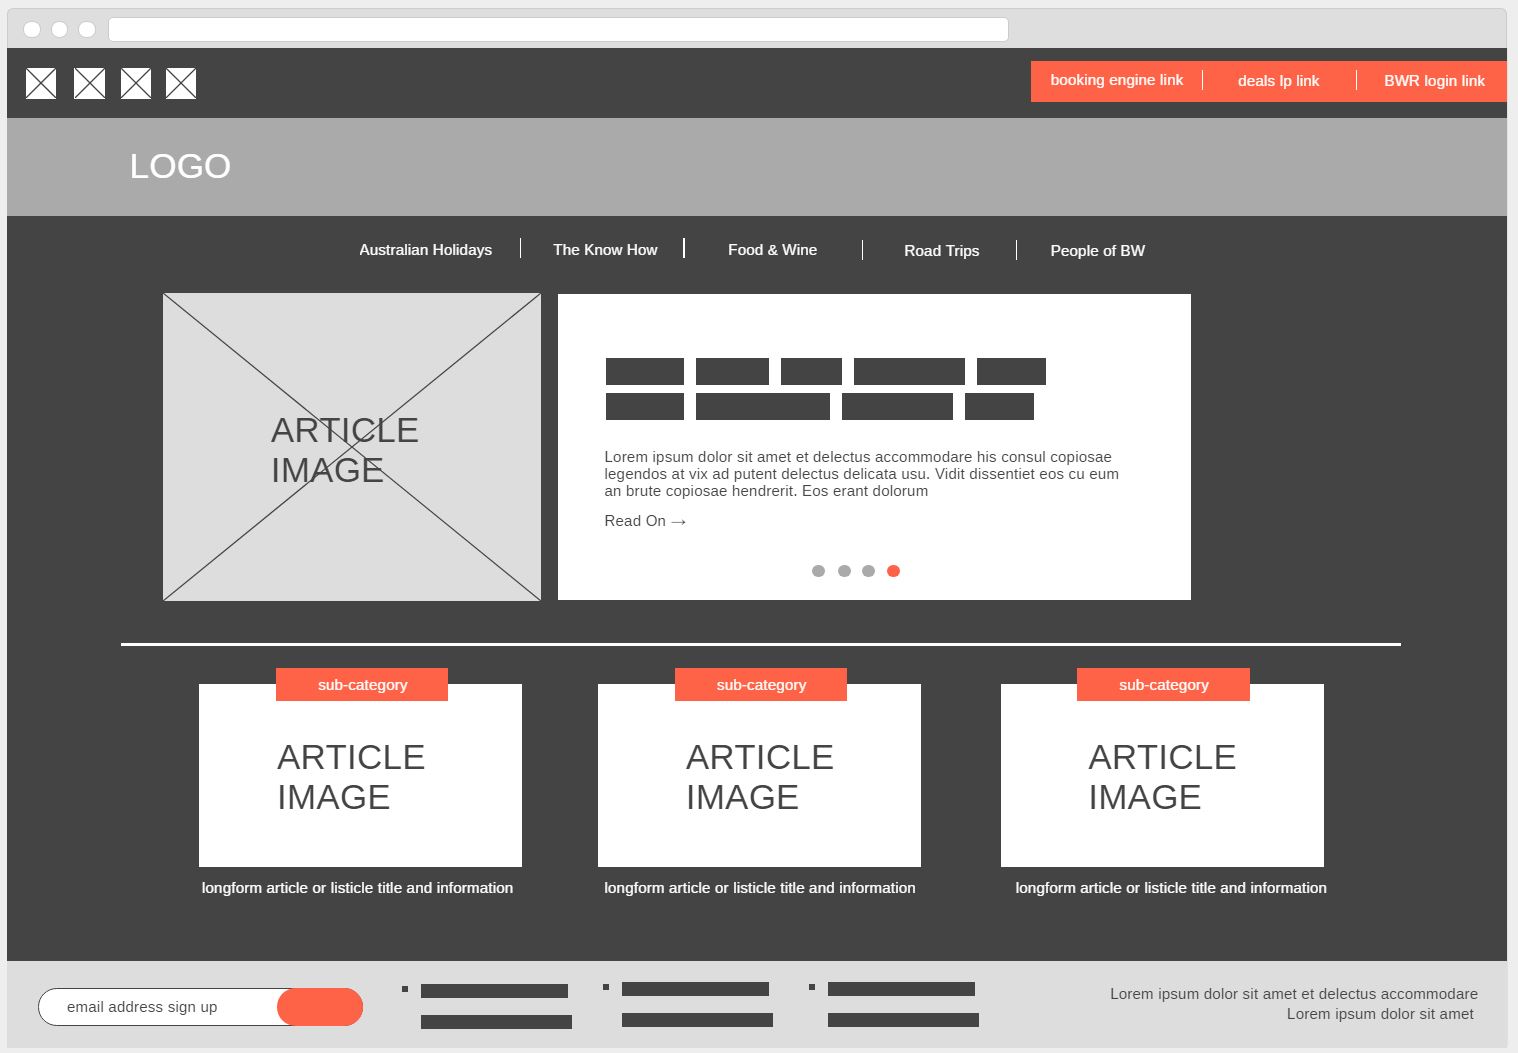 booking engine link
deals lp link
BWR login link
LOGO
Australian Holidays
The Know How
Food & Wine
Road Trips
People of BW
ARTICLE
IMAGE
Lorem ipsum dolor sit amet et delectus accommodare his consul copiosae
legendos at vix ad putent delectus delicata usu. Vidit dissentiet eos cu eum
an brute copiosae hendrerit. Eos erant dolorum
Read On →
sub-category
ARTICLE
IMAGE
longform article or listicle title and information
sub-category
ARTICLE
IMAGE
longform article or listicle title and information
sub-category
ARTICLE
IMAGE
longform article or listicle title and information
email address sign up
Lorem ipsum dolor sit amet et delectus accommodare
Lorem ipsum dolor sit amet